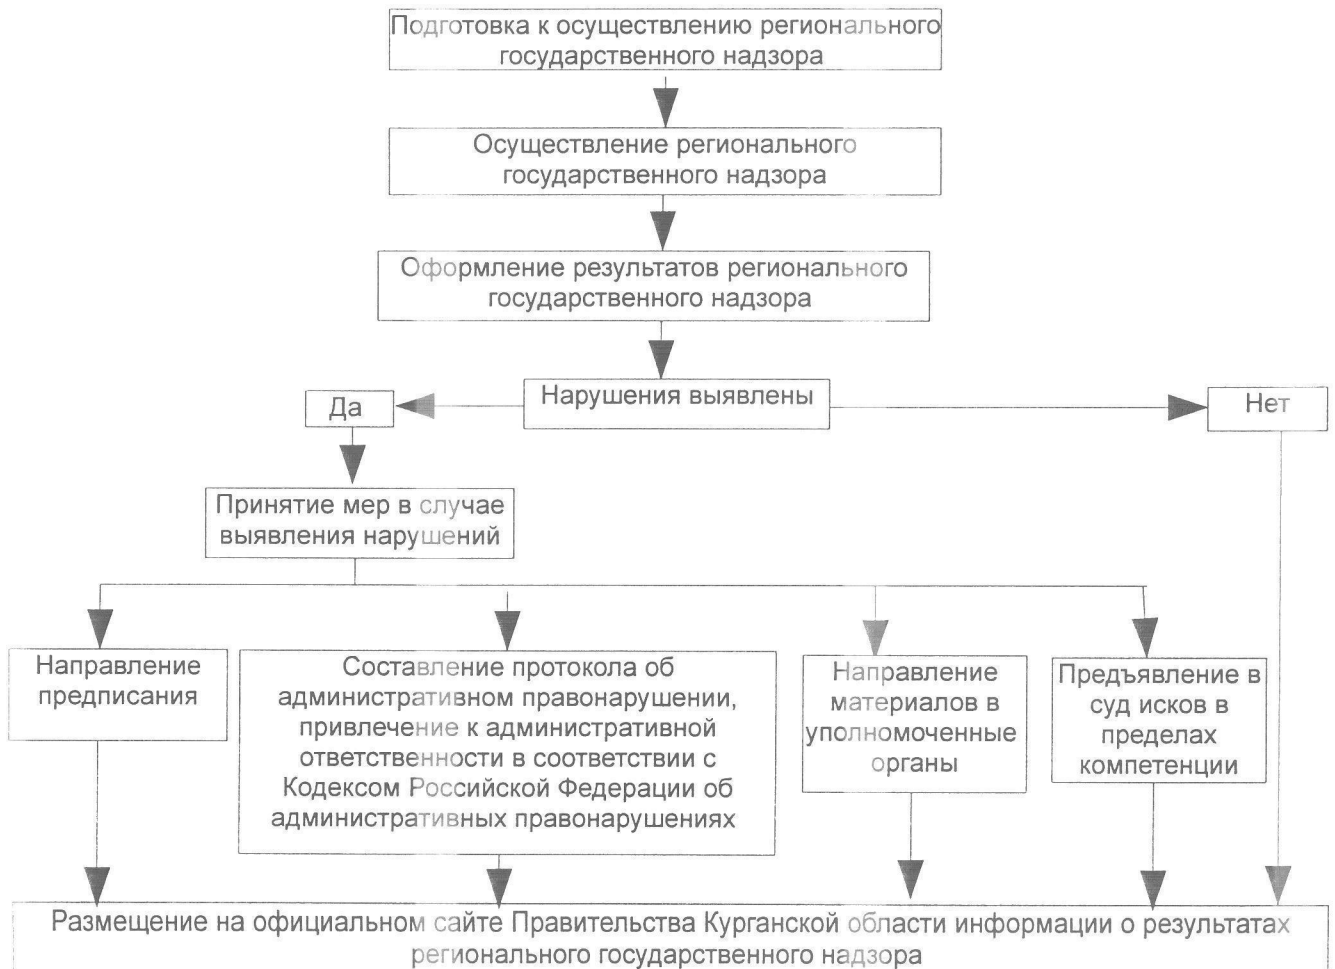 Подготовка к осуществлению регионального
государственного надзора
Осуществление регионального
государственного надзора
Оформление результатов регионального
государственного надзора
Нарушения выявлены
Да
Нет
Принятие мер в случае
выявления нарушений
Направление
предписания
Составление протокола об
административном правонарушении,
привлечение к административной
ответственности в соответствии с
Кодексом Российской Федерации об
административных правонарушениях
Направление
материалов в
уполномоченные
органы
Предъявление в
суд исков в
пределах
компетенции
Размещение на официальном сайте Правительства Курганской области информации о результатах
регионального государственного надзора